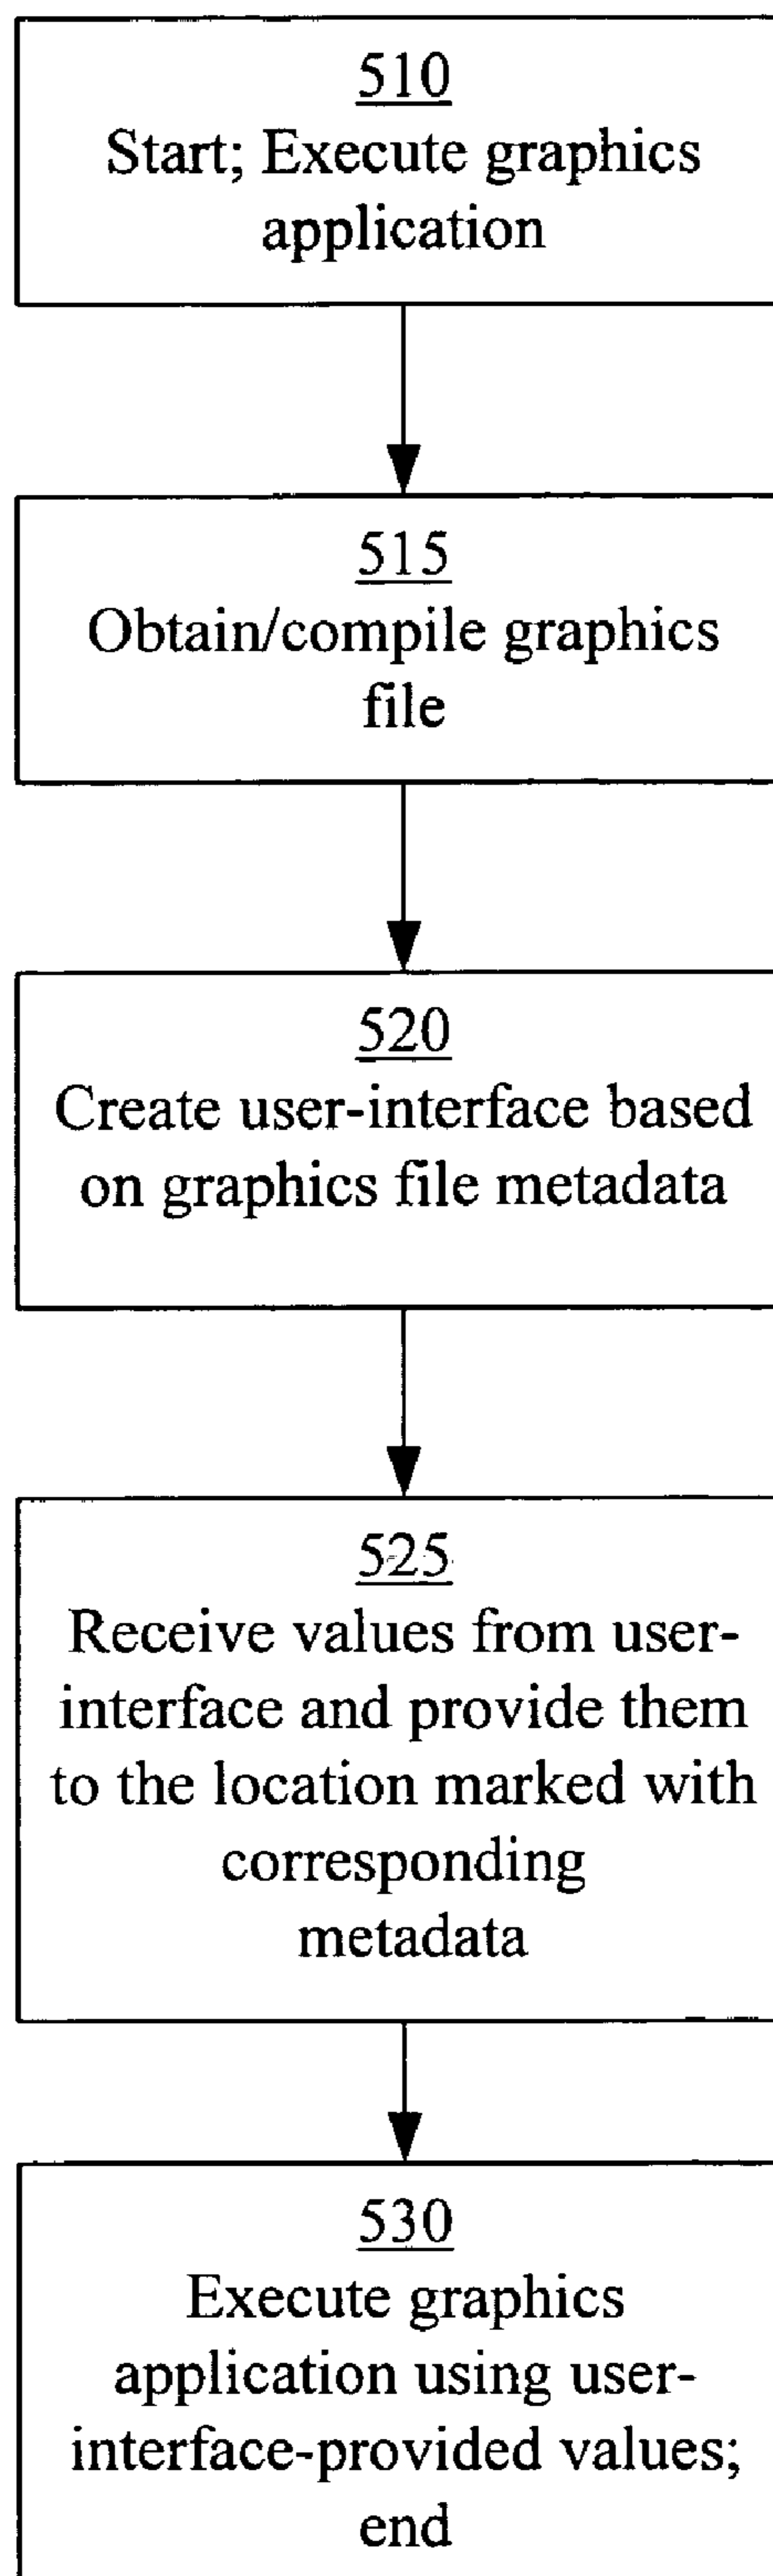 510
Start; Execute graphics
application
515
Obtain/compile graphics
file
520
Create user-interface based
on graphics file metadata
525
Receive values from user-
interface and provide them
to the location marked with
corresponding
metadata
530
Execute graphics
application using user-
interface-provided values;
end